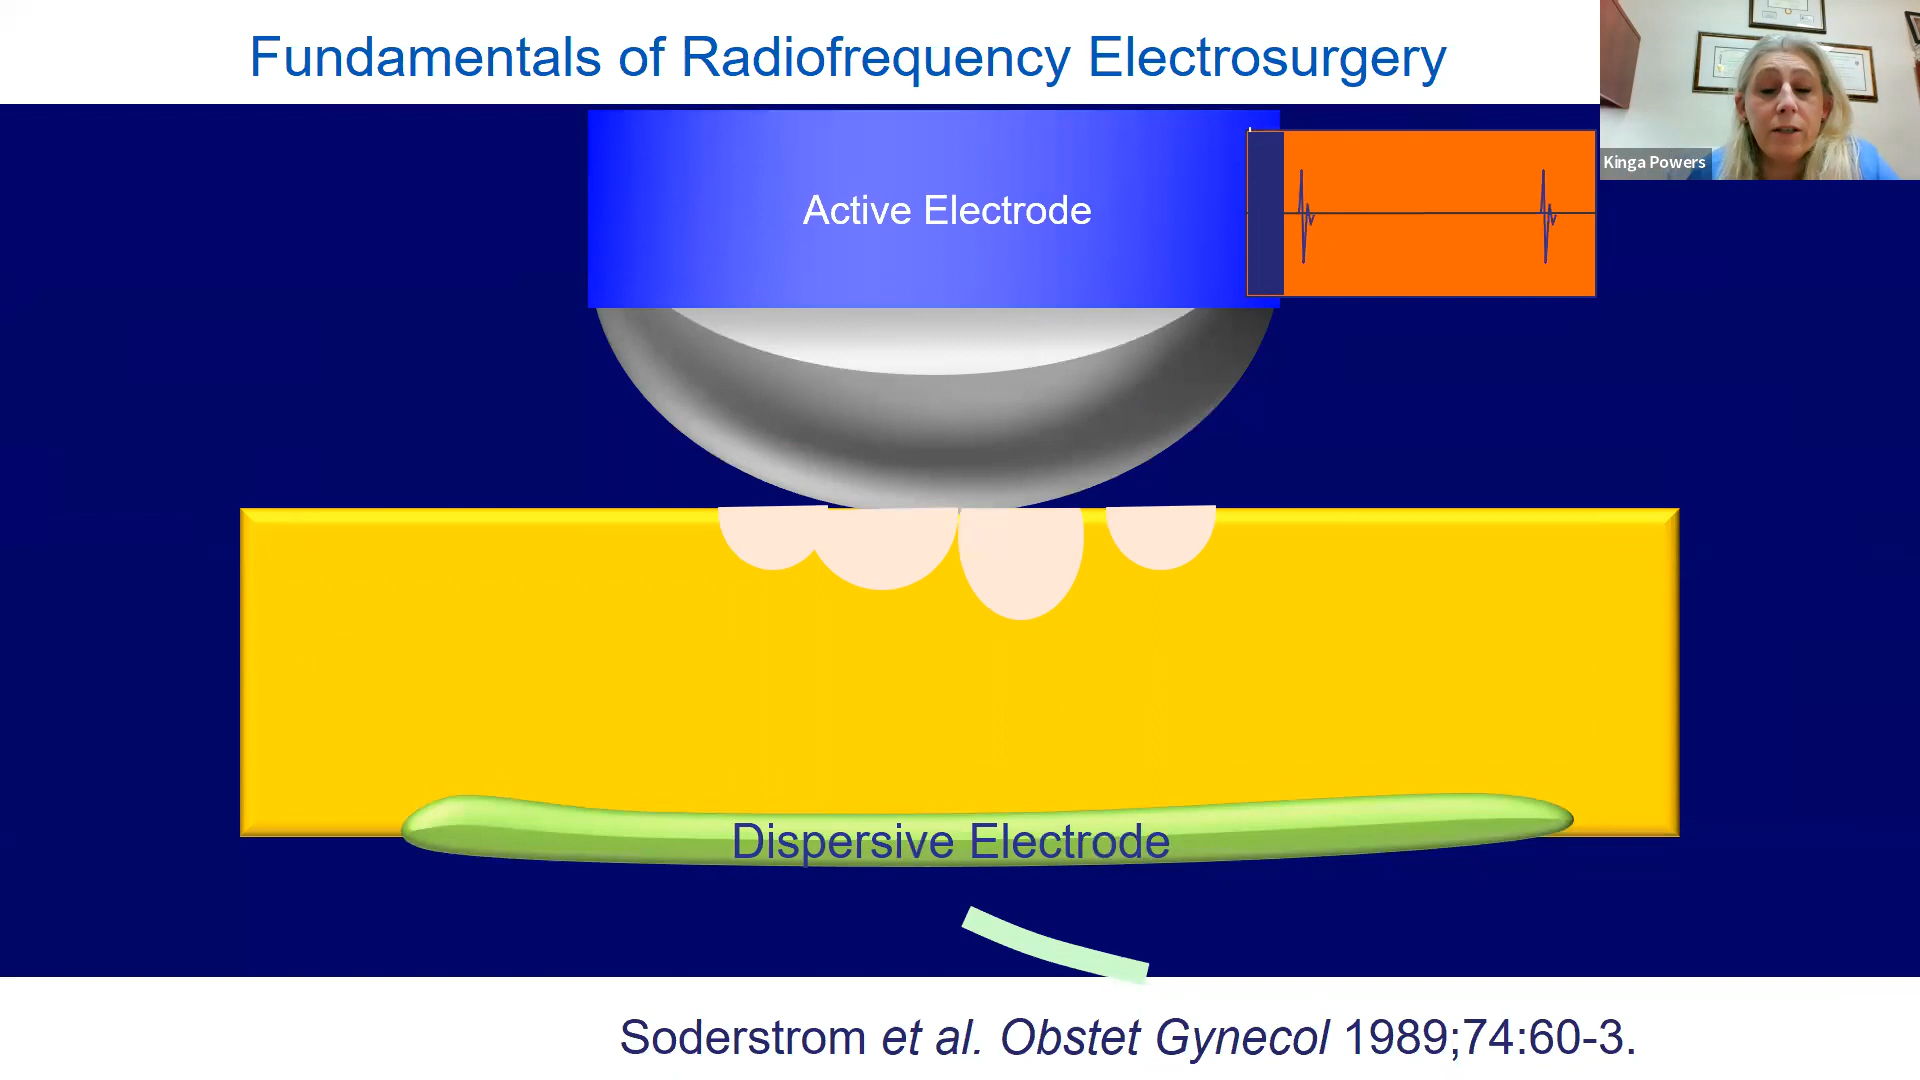 Fundamentals of Radiofrequency Electrosurgery
Kinga Powers
Active Electrode
Dispersive Electrode
Soderstrom et al. Obstet Gynecol 1989;74:60-3.